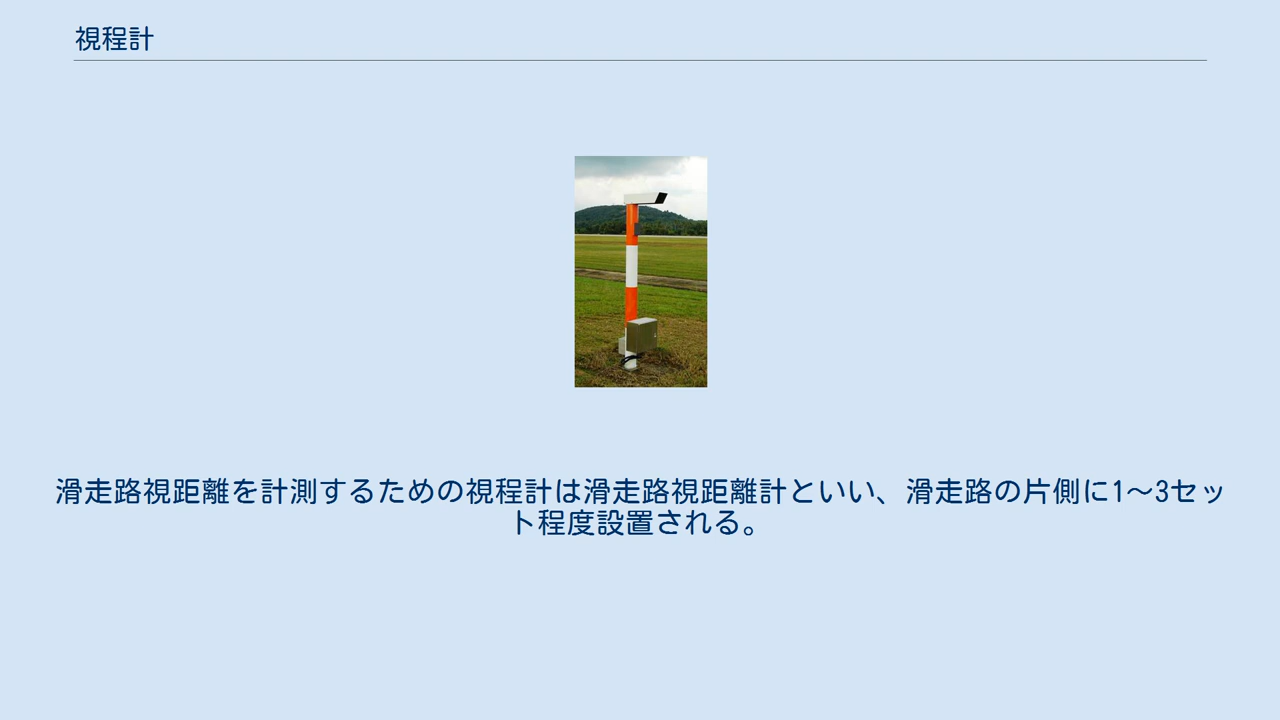 視程計
滑走路視距離を計測するための視程計は滑走路視距離計といい、滑走路の片側に1〜3セッ
ト程度設置される。